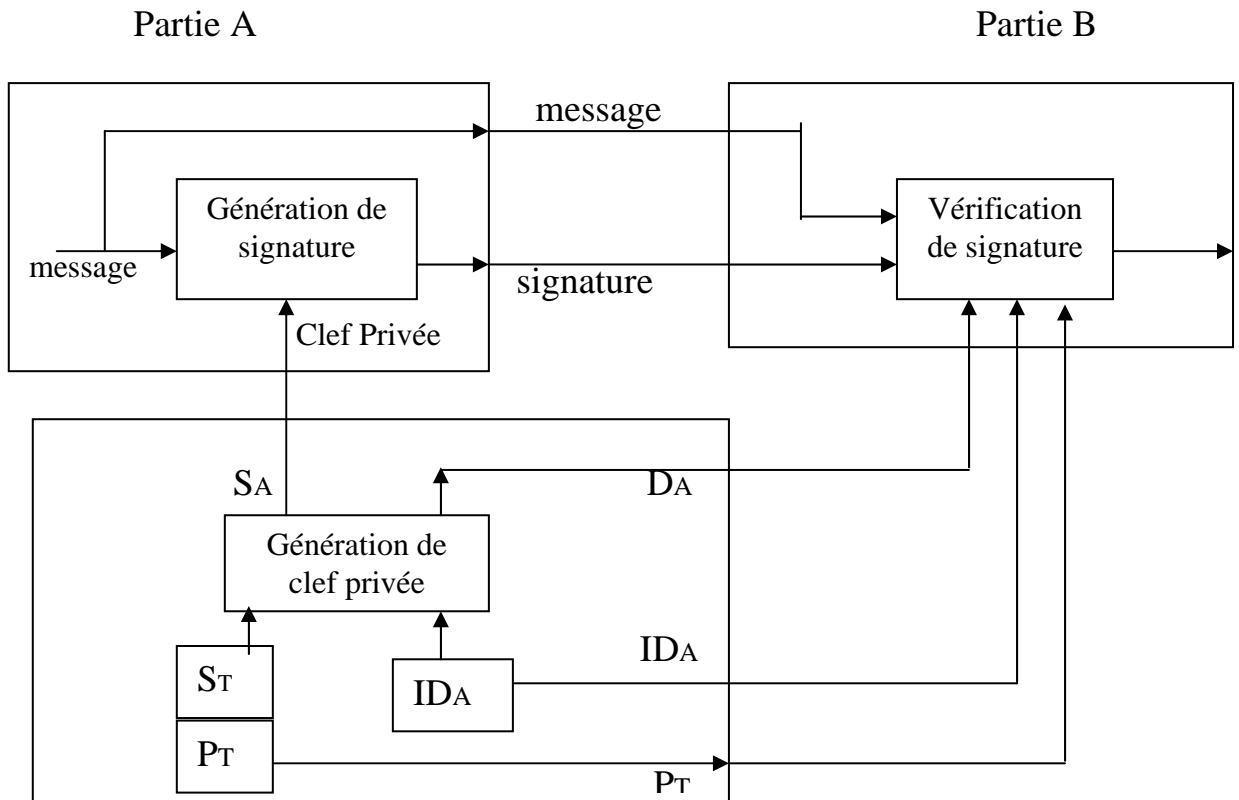 Partie A
Partie B
message
Génération de
signature
message
signature
Clef Privée
Vérification
de signature
SA
DA
Génération de
clef privée
ST
IDA
IDA
PT
PT